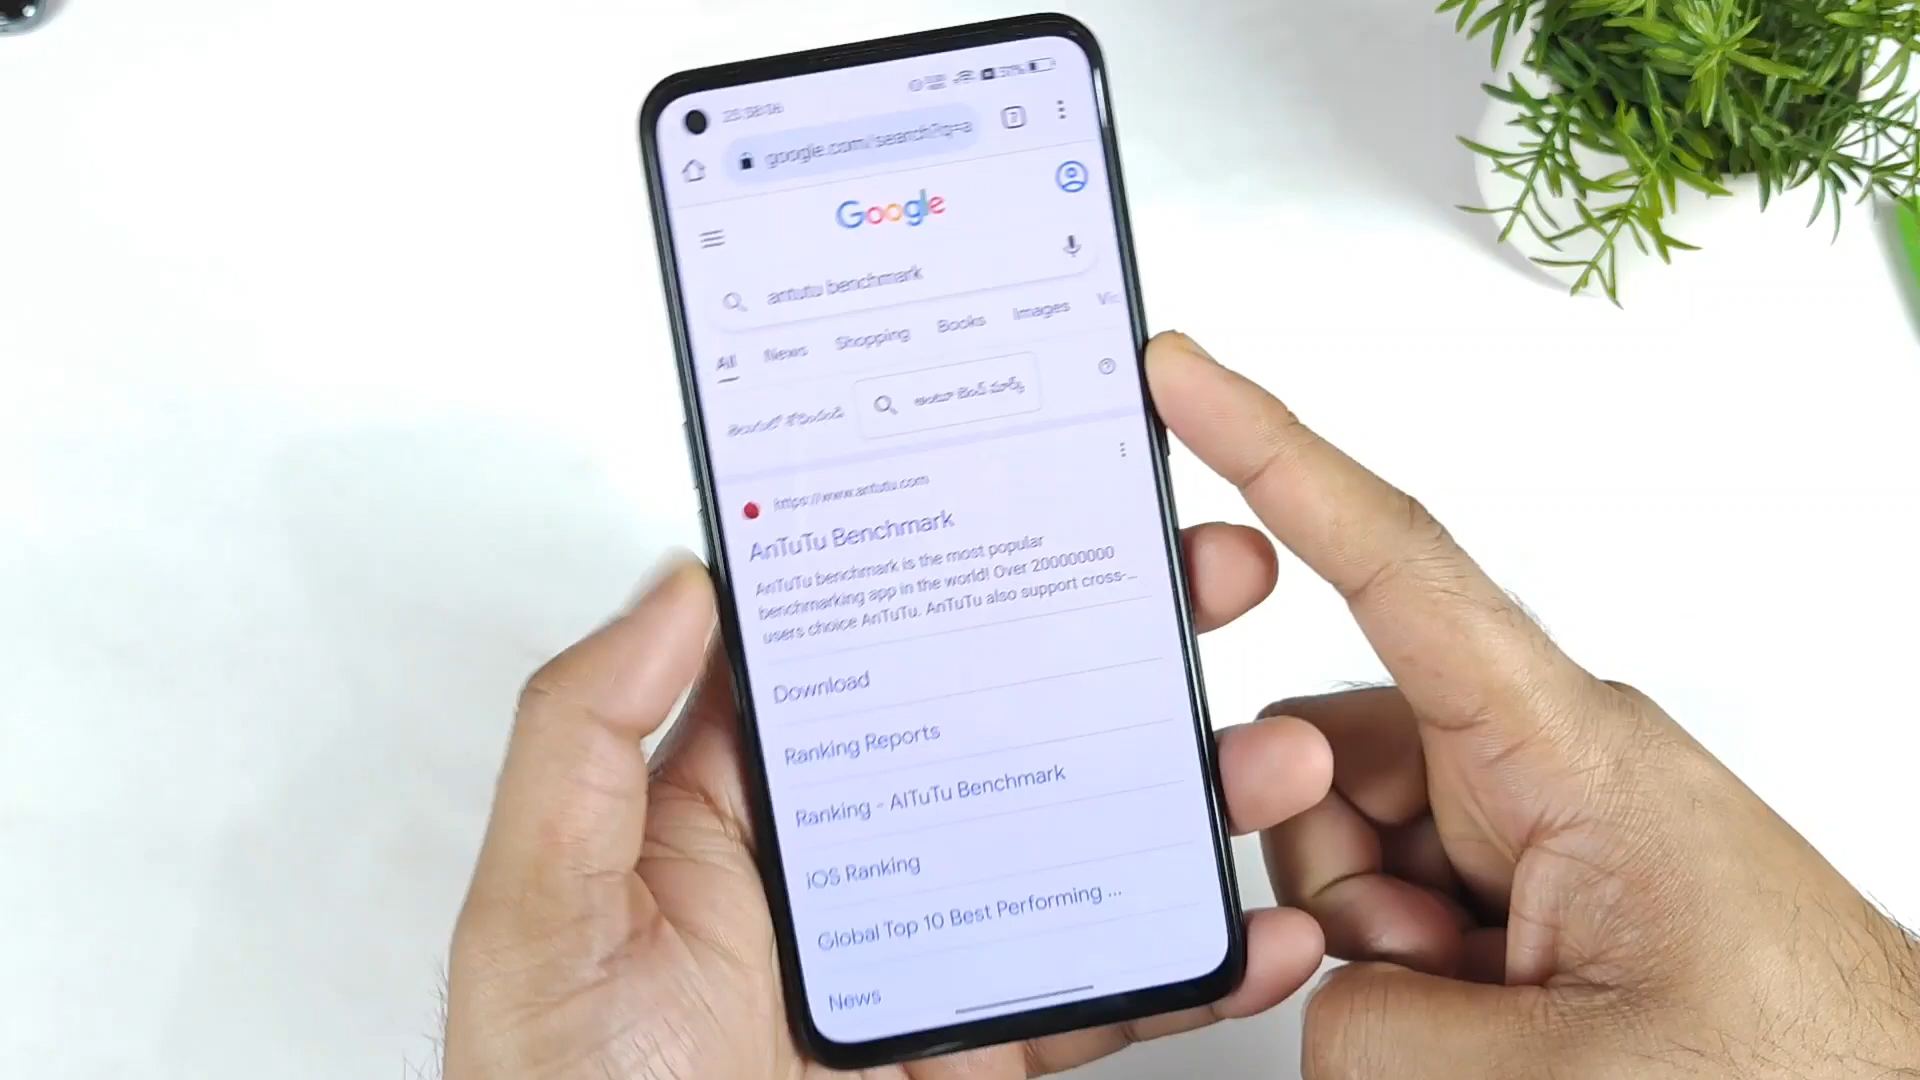 google.com/search?q=a
7
Google
antutu benchmark
All News Shopping Books Images Vic
తెలుగులో శోధించండి
అంటూ బెంచ్ మార్క్
https://www.antutu.com
AnTuTu Benchmark
AnTuTu benchmark is the most popular
benchmarking app in the world! Over 200000000
users choice AnTuTu. AnTuTu also support cross-...
Download
Ranking Reports
Ranking - AITuTu Benchmark
iOS Ranking
Global Top 10 Best Performing ...
News